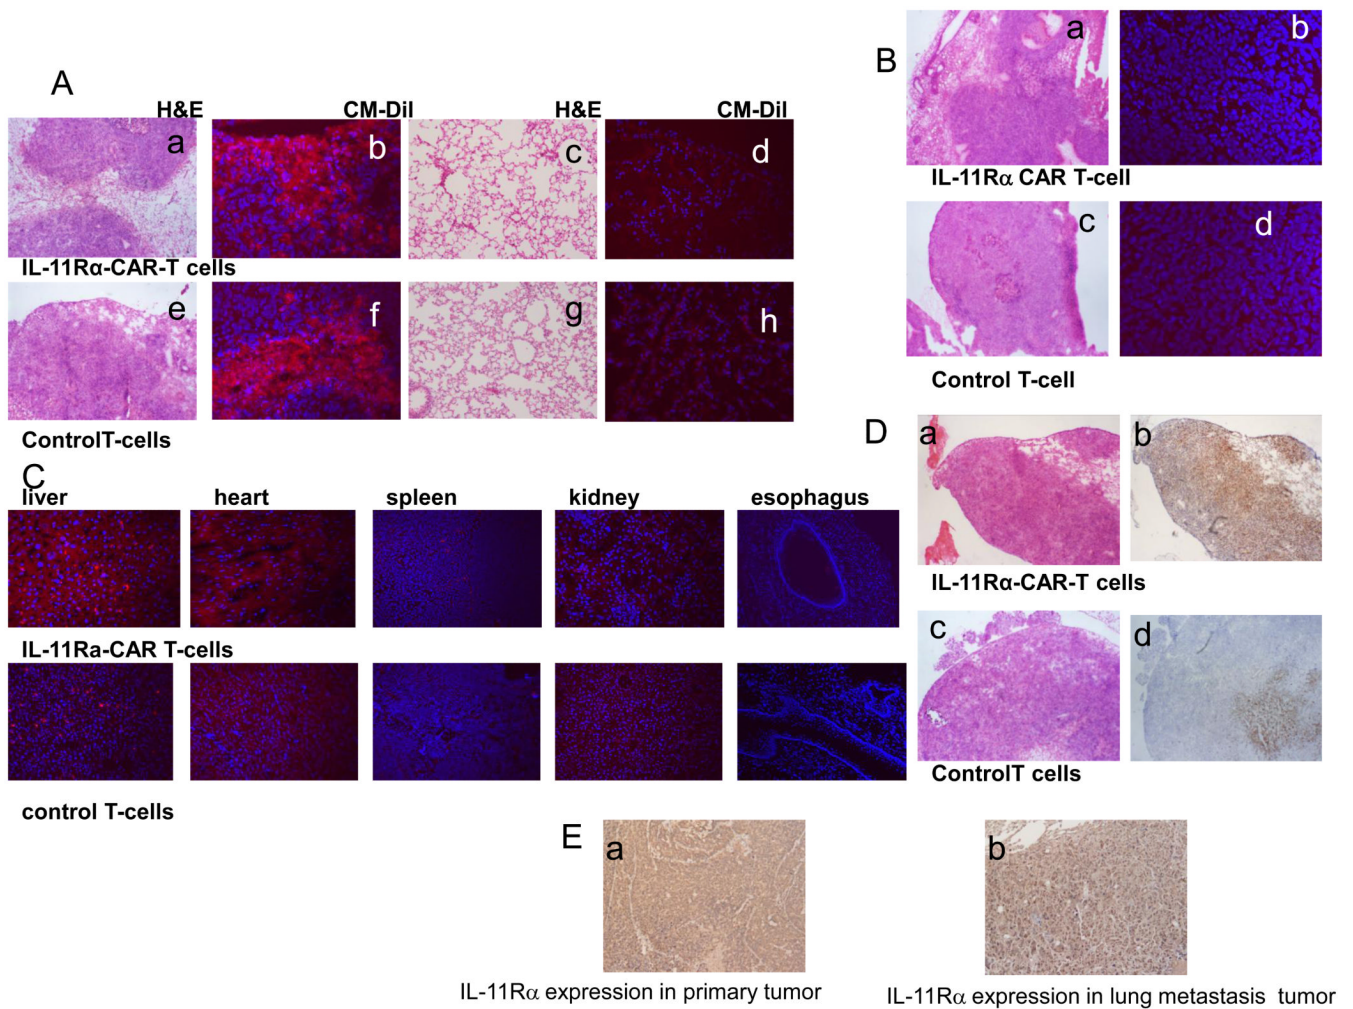 A
H&E CM-Dil H&E CM-Dil
a b c d
IL-11Rα-CAR-T cells
e f g h
ControlT-cells
B
a b
IL-11Rα CAR T-cell
c d
Control T-cell
C
liver heart spleen kidney esophagus
IL-11Ra-CAR T-cells
control T-cells
D
a b
IL-11Rα-CAR-T cells
c d
ControlT cells
E
a b
IL-11Rα expression in primary tumor
IL-11Rα expression in lung metastasis tumor